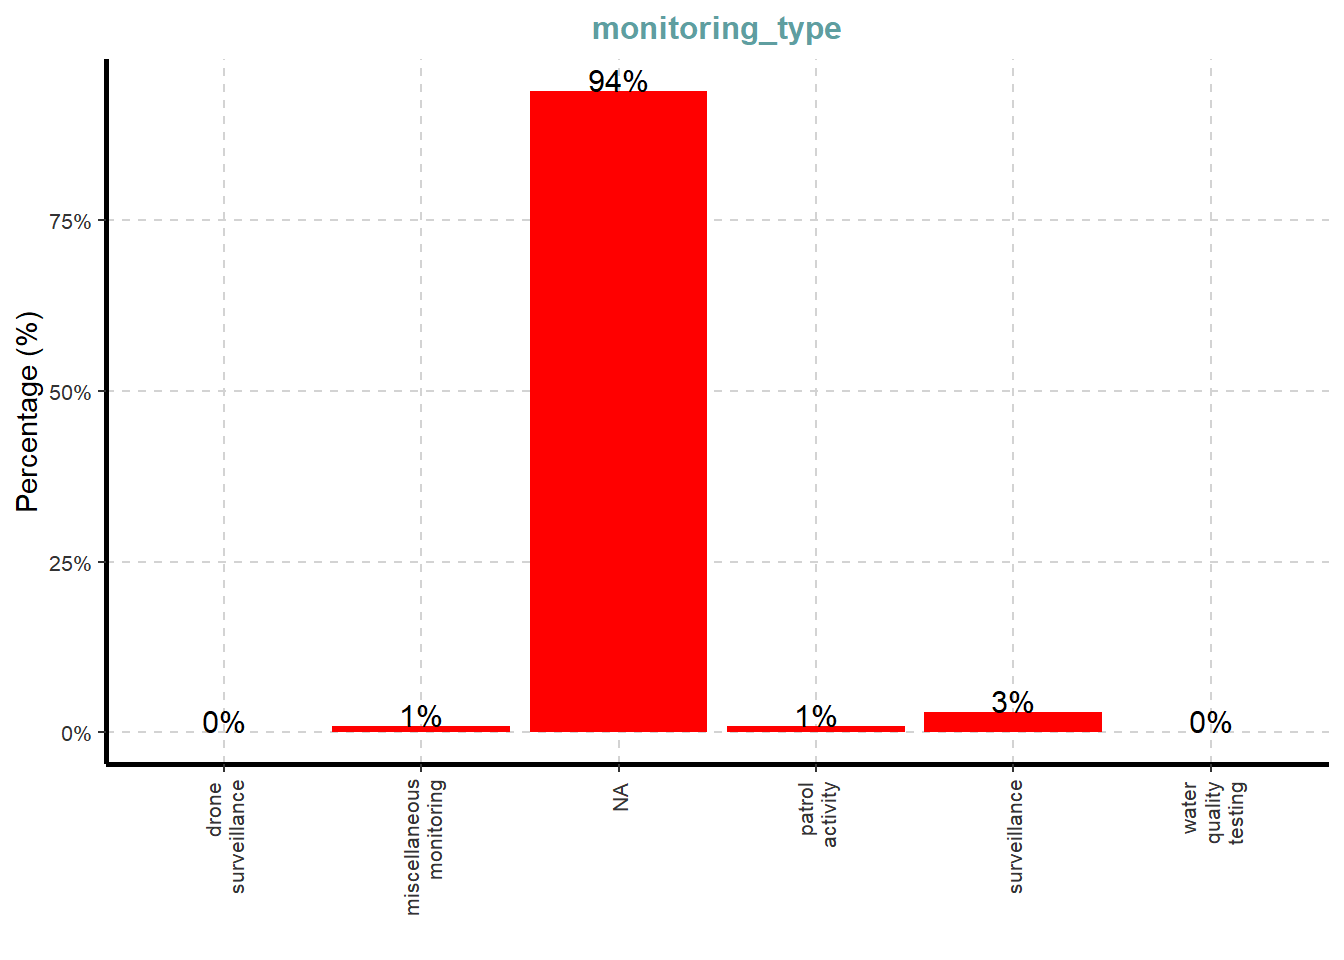 monitoring_type
94%
75%
50%
25%
0%
Percentage (%)
0%
1%
1%
3%
0%
drone
surveillance
miscellaneous
monitoring
NA
patrol
activity
surveillance
water
quality
testing